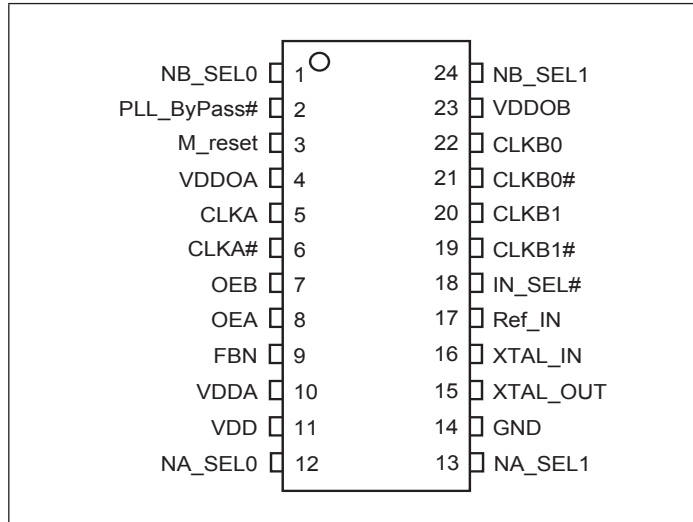 NB_SEL0 1 24 NB_SEL1
PLL_ByPass# 2 23 VDDOB
M_reset 3 22 CLKB0
VDDOA 4 21 CLKB0#
CLKA 5 20 CLKB1
CLKA# 6 19 CLKB1#
OEB 7 18 IN_SEL#
OEA 8 17 Ref_IN
FBN 9 16 XTAL_IN
VDDA 10 15 XTAL_OUT
VDD 11 14 GND
NA_SEL0 12 13 NA_SEL1